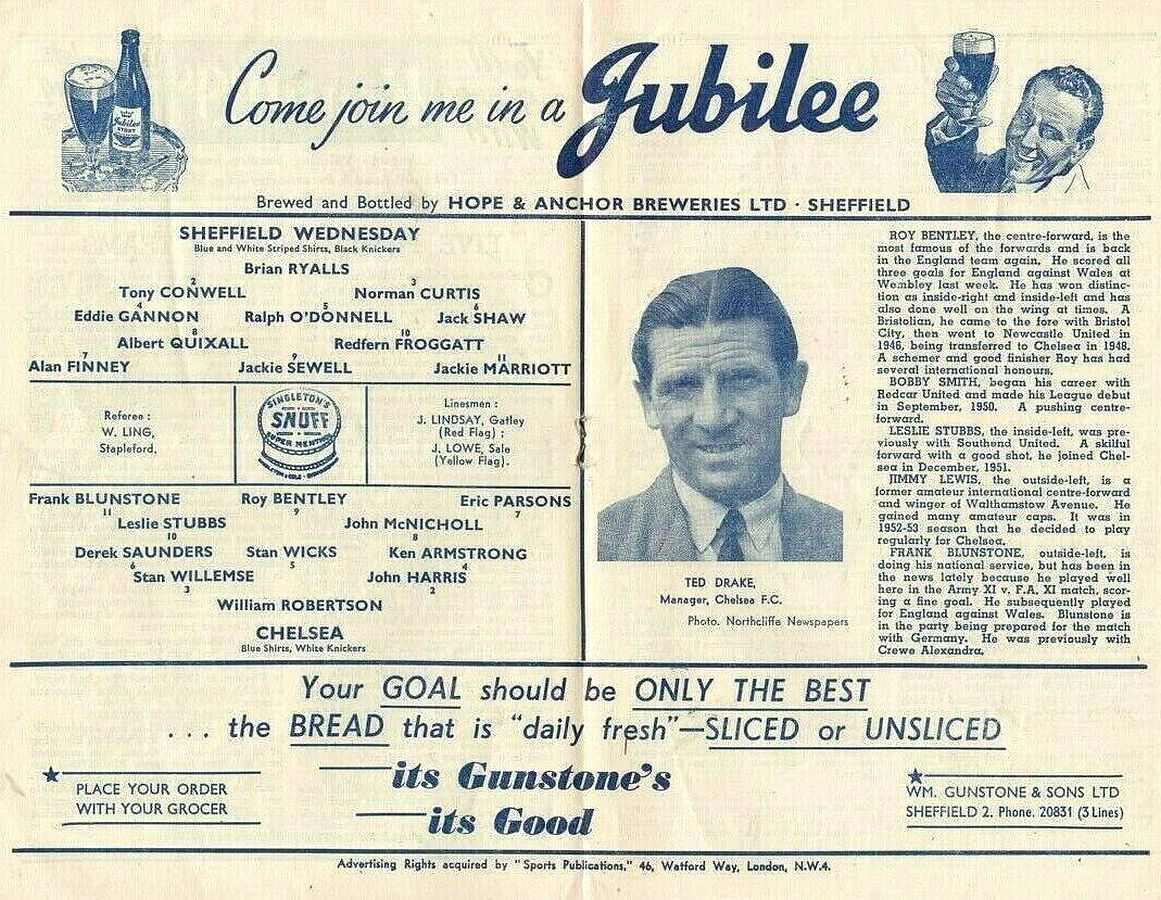 Come join me in a Jubilee
Jubilee
STOUT
Brewed and Bottled by HOPE & ANCHOR BREWERIES LTD · SHEFFIELD
SHEFFIELD WEDNESDAY
Blue and White Striped Shirts, Black Knickers
Brian RYALLS
2 3
Tony CONWELL Norman CURTIS
4 5 6
Eddie GANNON Ralph O'DONNELL Jack SHAW
8 10
Albert QUIXALL Redfern FROGGATT
7 9 11
Alan FINNEY Jackie SEWELL Jackie MARRIOTT
Referee :
W. LING,
Stapleford.
SINGLETON'S
SNUFF
SUPER MENTHOL
Linesmen :
J. LINDSAY, Gatley
(Red Flag) ;
J. LOWE, Sale
(Yellow Flag).
Frank BLUNSTONE Roy BENTLEY Eric PARSONS
11 9 7
Leslie STUBBS John McNICHOLL
10 8
Derek SAUNDERS Stan WICKS Ken ARMSTRONG
6 5 4
Stan WILLEMSE John HARRIS
3 2
William ROBERTSON
CHELSEA
Blue Shirts, White Knickers
TED DRAKE,
Manager, Chelsea F.C.
Photo. Northcliffe Newspapers
ROY BENTLEY, the centre-forward, is the
most famous of the forwards and is back
in the England team again. He scored all
three goals for England against Wales at
Wembley last week. He has won distinc-
tion as inside-right and inside-left and has
also done well on the wing at times. A
Bristolian, he came to the fore with Bristol
City, then went to Newcastle United in
1946, being transferred to Chelsea in 1948.
A schemer and good finisher Roy has had
several international honours.
BOBBY SMITH, began his career with
Redcar United and made his League debut
in September, 1950. A pushing centre-
forward.
LESLIE STUBBS, the inside-left, was pre-
viously with Southend United. A skilful
forward with a good shot, he joined Chel-
sea in December, 1951.
JIMMY LEWIS, the outside-left, is a
former amateur international centre-forward
and winger of Walthamstow Avenue. He
gained many amateur caps. It was in
1952-53 season that he decided to play
regularly for Chelsea.
FRANK BLUNSTONE, outside-left, is
doing his national service, but has been in
the news lately because he played well
here in the Army XI v. F.A. XI match, scor-
ing a fine goal. He subsequently played
for England against Wales. Blunstone is
in the party being prepared for the match
with Germany. He was previously with
Crewe Alexandra.
Your GOAL should be ONLY THE BEST
. . . the BREAD that is "daily fresh"—SLICED or UNSLICED
PLACE YOUR ORDER
WITH YOUR GROCER
its Gunstone's
its Good
WM. GUNSTONE & SONS LTD
SHEFFIELD 2. Phone. 20831 (3 Lines)
Advertising Rights acquired by "Sports Publications," 46, Watford Way, London, N.W.4.